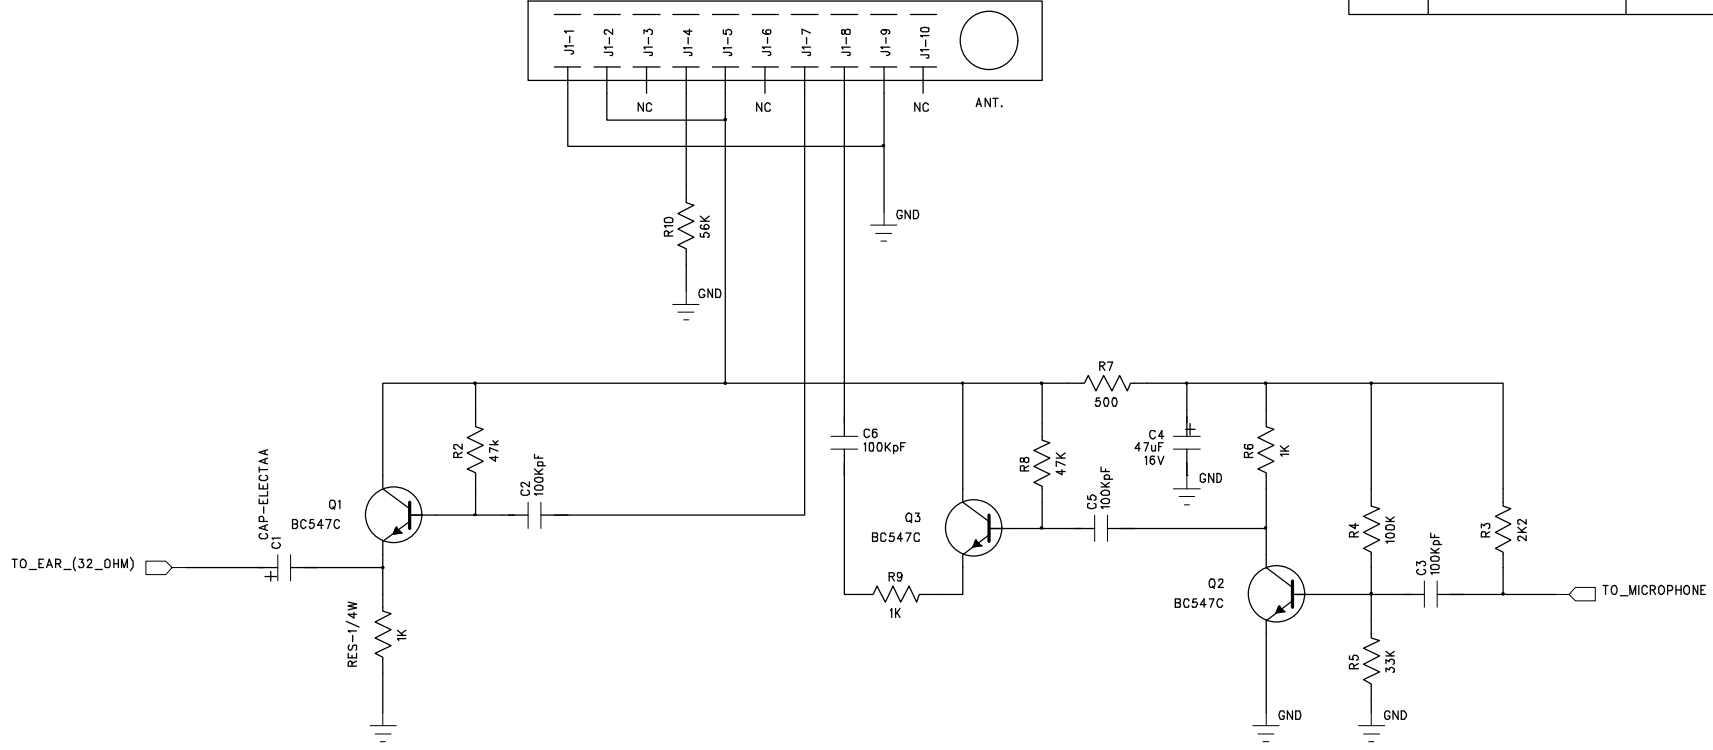 J1-1
J1-2
J1-3
J1-4
J1-5
J1-6
J1-7
J1-8
J1-9
J1-10
NC
NC
NC
ANT.
R10
56K
GND
GND
R7
500
C6
100KpF
R2
47k
C2
100KpF
CAP-ELECTAA
C1
Q1
BC547C
TO_EAR_(32_OHM)
+
RES-1/4W
1K
R8
47K
C5
100KpF
Q3
BC547C
R9
1K
C4
+
47uF
16V
GND
R6
1K
R4
100K
C3
100KpF
R3
2K2
Q2
BC547C
TO_MICROPHONE
R5
33K
GND
GND